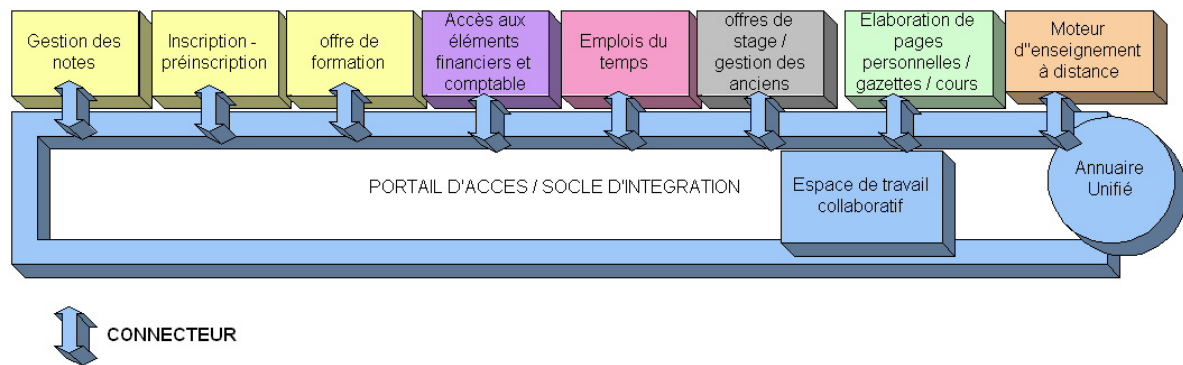 Gestion des
notes
Inscription -
préinscription
offre de
formation
Accès aux
éléments
financiers et
comptable
Emplois du
temps
offres de
stage /
gestion des
anciens
Elaboration de
pages
personnelles /
gazettes / cours
Moteur
d"enseignement
à distance
PORTAIL D'ACCES / SOCLE D'INTEGRATION
Espace de travail
collaboratif
Annuaire
Unifié
CONNECTEUR